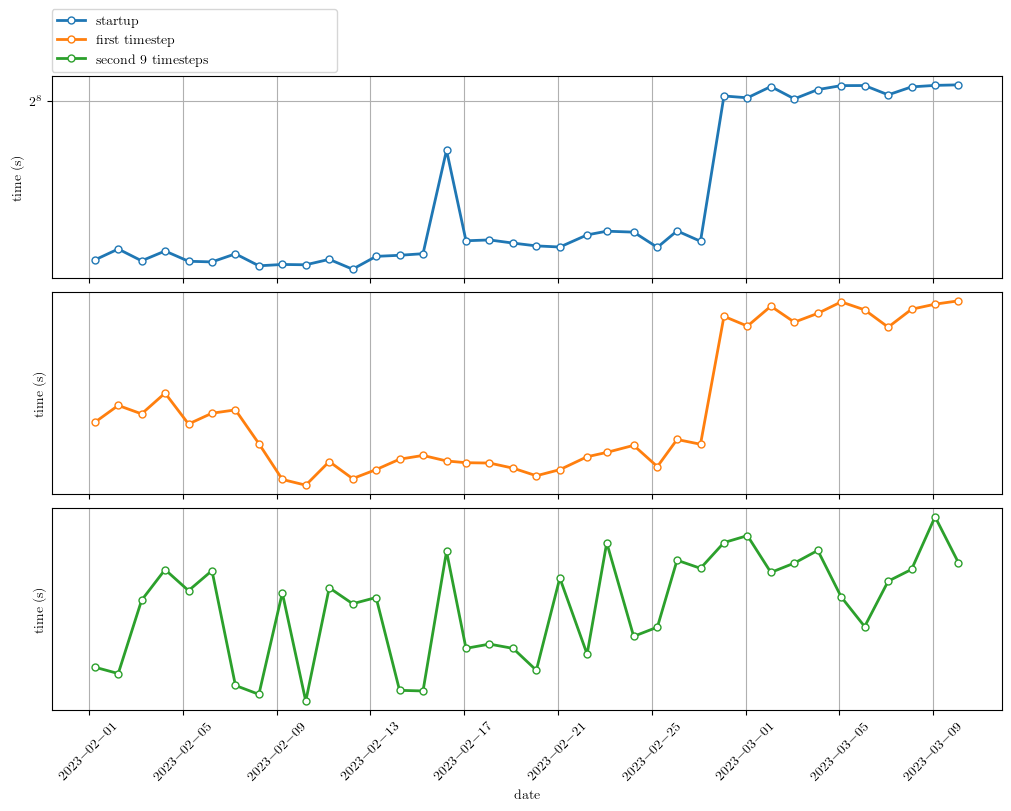 startup
first timestep
second 9 timesteps
2⁸
time (s)
time (s)
time (s)
2023−02−01
2023−02−05
2023−02−09
2023−02−13
2023−02−17
2023−02−21
2023−02−25
2023−03−01
2023−03−05
2023−03−09
date